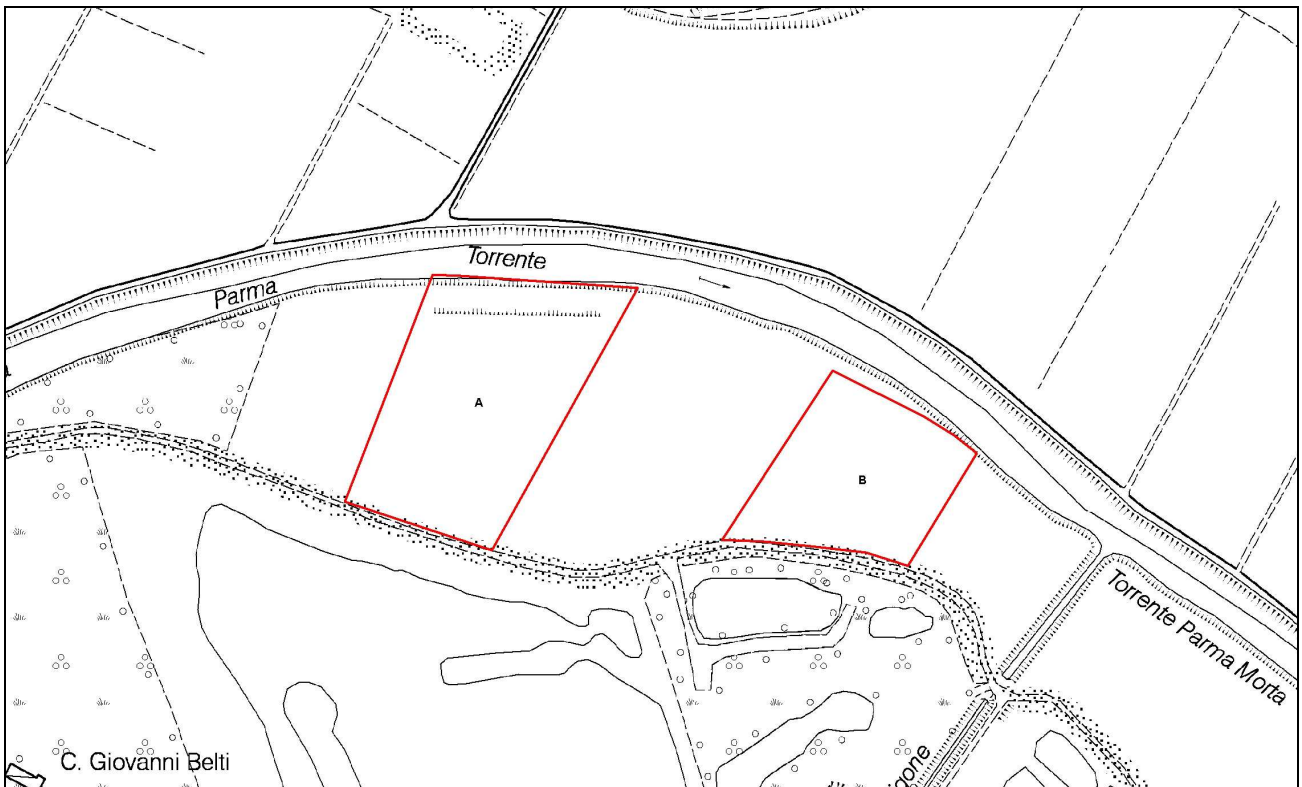 Torrente
Parma
A
B
Torrente Parma Morta
C. Giovanni Belti